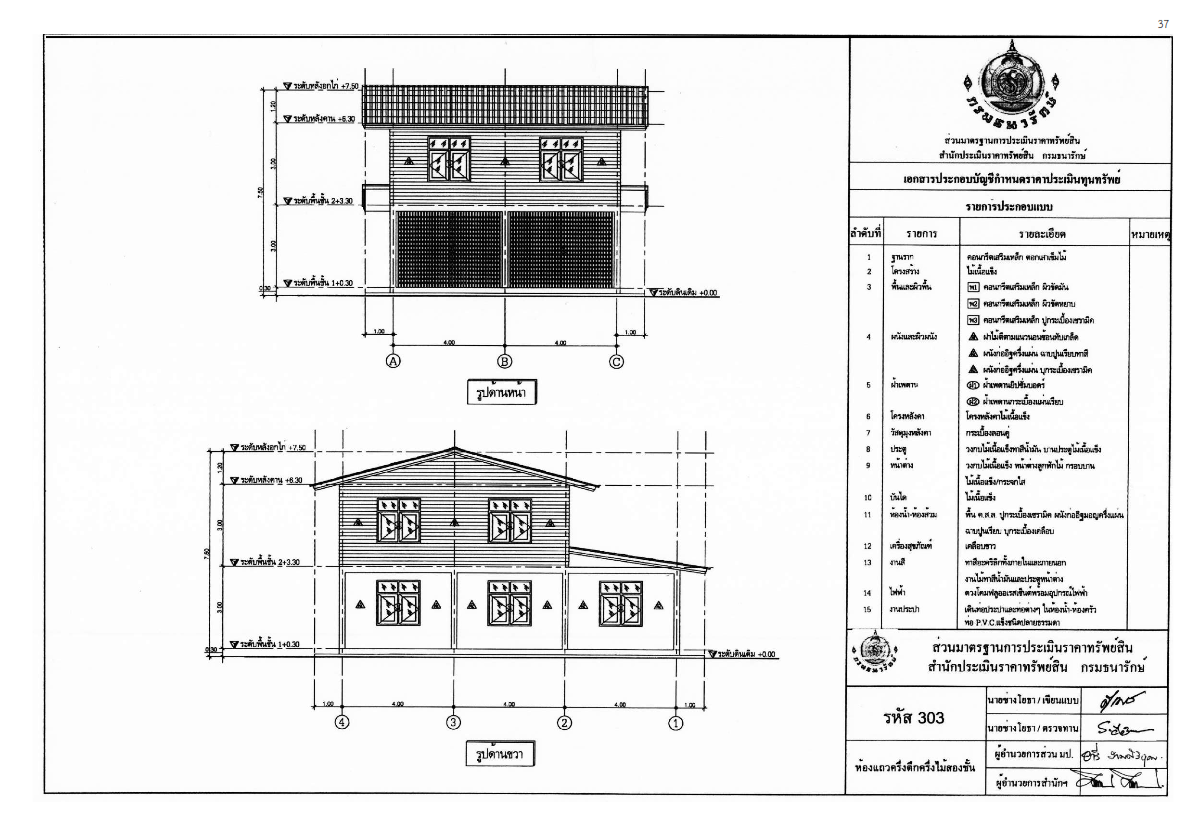 37
ระดับหลังอกไก่ +7.50
ระดับหลังคาน +6.30
ระดับพื้นชั้น 2+3.30
ระดับพื้นชั้น 1+0.30
ระดับดินเดิม +0.00
1.20
3.00
7.50
3.00
0.30
1.00
4.00
4.00
1.00
A
B
C
รูปด้านหน้า
ระดับหลังอกไก่ +7.50
ระดับหลังคาน +6.30
ระดับพื้นชั้น 2+3.30
ระดับพื้นชั้น 1+0.30
ระดับดินเดิม +0.00
1.20
3.00
7.50
3.00
0.30
1.00
4.00
4.00
4.00
1.00
4
3
2
1
รูปด้านขวา
กรมธนารักษ์
ส่วนมาตรฐานการประเมินราคาทรัพย์สิน
สำนักประเมินราคาทรัพย์สิน กรมธนารักษ์
เอกสารประกอบบัญชีกำหนดราคาประเมินทุนทรัพย์
รายการประกอบแบบ
ลำดับที่ รายการ รายละเอียด หมายเหตุ
1 ฐานราก คอนกรีตเสริมเหล็ก ตอกเสาเข็มไม้
2 โครงสร้าง ไม้เนื้อแข็ง
3 พื้นและผิวพื้น พ1 คอนกรีตเสริมเหล็ก ผิวขัดมัน
พ2 คอนกรีตเสริมเหล็ก ผิวขัดหยาบ
พ3 คอนกรีตเสริมเหล็ก ปูกระเบื้องเซรามิค
4 ผนังและผิวผนัง ฝาไม้ตีตามแนวนอนซ้อนทับเกล็ด
ผนังก่ออิฐครึ่งแผ่น ฉาบปูนเรียบทาสี
ผนังก่ออิฐครึ่งแผ่น บุกระเบื้องเซรามิค
5 ฝ้าเพดาน ฝ้าเพดานยิปซั่มบอดร์
ฝ้าเพดานกระเบื้องแผ่นเรียบ
6 โครงหลังคา โครงหลังคาไม้เนื้อแข็ง
7 วัสดุมุงหลังคา กระเบื้องลอนคู่
8 ประตู วงกบไม้เนื้อแข็งทาสีน้ำมัน บานประตูไม้เนื้อแข็ง
9 หน้าต่าง วงกบไม้เนื้อแข็ง หน้าต่างลูกฟักไม้ กรอบบาน
ไม้เนื้อแข็ง/กระจกใส
10 บันได ไม้เนื้อแข็ง
11 ห้องน้ำ-ห้องส้วม พื้น ค.ส.ล. ปูกระเบื้องเซรามิค ผนังก่ออิฐมอญครึ่งแผ่น
ฉาบปูนเรียบ บุกระเบื้องเคลือบ
12 เครื่องสุขภัณฑ์ เคลือบขาว
13 งานสี ทาสีอะคริลิกทั้งภายในและภายนอก
งานไม้ทาสีน้ำมันและประตูหน้าต่าง
14 ไฟฟ้า ดวงโคมฟลูออเรสเซ็นต์พร้อมอุปกรณ์ไฟฟ้า
15 งานประปา เดินท่อประปาและท่อต่างๆ ในห้องน้ำ-ห้องครัว
ท่อ P.V.C.แข็งชนิดปลายธรรมดา
ส่วนมาตรฐานการประเมินราคาทรัพย์สิน
สำนักประเมินราคาทรัพย์สิน กรมธนารักษ์
รหัส 303
นายช่างโยธา / เขียนแบบ
นายช่างโยธา / ตรวจทาน
ห้องแถวครึ่งตึกครึ่งไม้สองชั้น
ผู้อำนวยการส่วน มป.
ผู้อำนวยการสำนักฯ